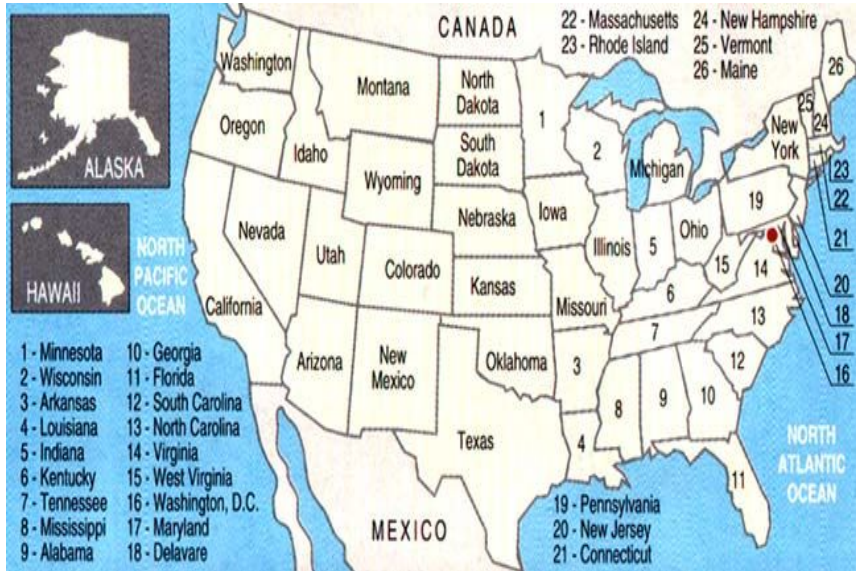 CANADA
22 - Massachusetts
23 - Rhode Island
24 - New Hampshire
25 - Vermont
26 - Maine
ALASKA
HAWAII
NORTH
PACIFIC
OCEAN
Washington
Oregon
Idaho
Montana
North
Dakota
South
Dakota
Wyoming
Nebraska
Nevada
Utah
Colorado
Kansas
California
Arizona
New
Mexico
Oklahoma
Texas
Iowa
Missouri
Illinois
Michigan
Ohio
New
York
1
2
3
4
5
6
7
8
9
10
11
12
13
14
15
19
24
25
26
23
22
21
20
18
17
16
1 - Minnesota
2 - Wisconsin
3 - Arkansas
4 - Louisiana
5 - Indiana
6 - Kentucky
7 - Tennessee
8 - Mississippi
9 - Alabama
10 - Georgia
11 - Florida
12 - South Carolina
13 - North Carolina
14 - Virginia
15 - West Virginia
16 - Washington, D.C.
17 - Maryland
18 - Delavare
MEXICO
19 - Pennsylvania
20 - New Jersey
21 - Connecticut
NORTH
ATLANTIC
OCEAN